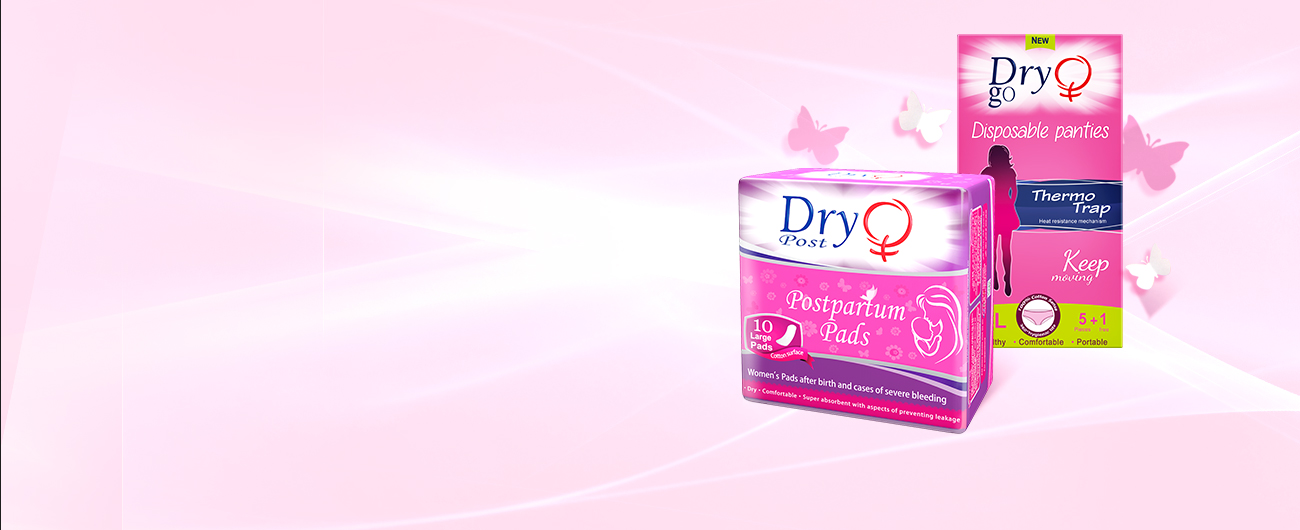 NEW
Dry
go
Disposable panties
Thermo
Trap
Heat resistance mechanism
Keep
moving
L
5 + 1
Comfortable · Portable
Dry
Post
Postpartum
Pads
10
Large
Pads
Cotton surface
Women's Pads after birth and cases of severe bleeding
· Dry · Comfortable · Super absorbent with aspects of preventing leakage